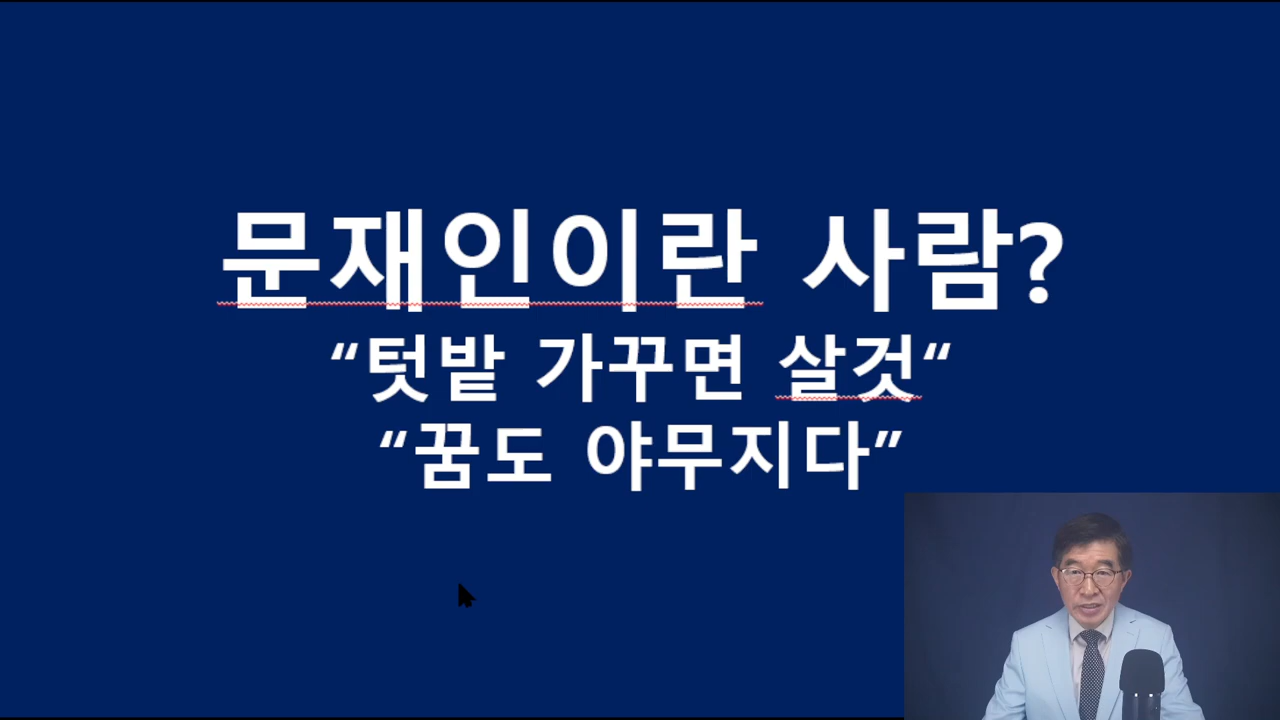 문재인이란 사람?
“텃밭 가꾸면 살것“
“꿈도 야무지다”